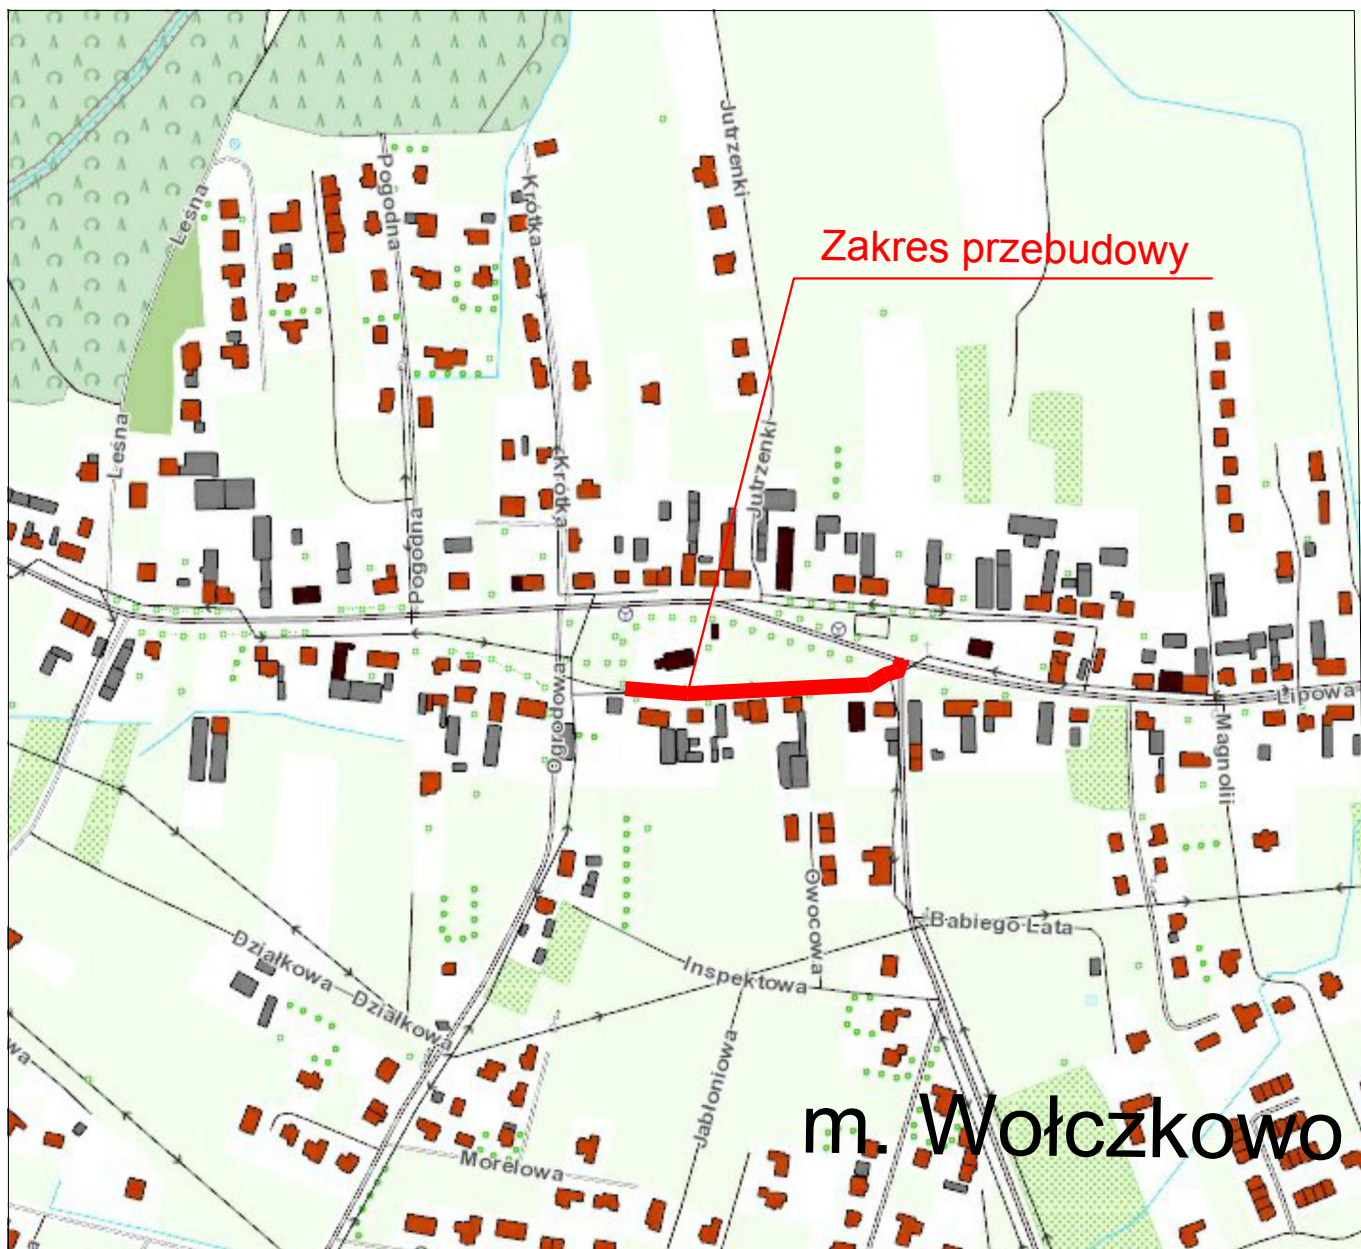 Jutrzenki
Pogodna
Krótka
Leśna
Zakres przebudowy
Leśna
Jutrzenki
Krótka
Pogodna
Ogrodowa
Lipowa
Magnolii
Owocowa
Babiego Lata
Działkowa
Inspektowa
Działkowa
wa
Jabłoniowa
m. Wołczkowo
Morelowa